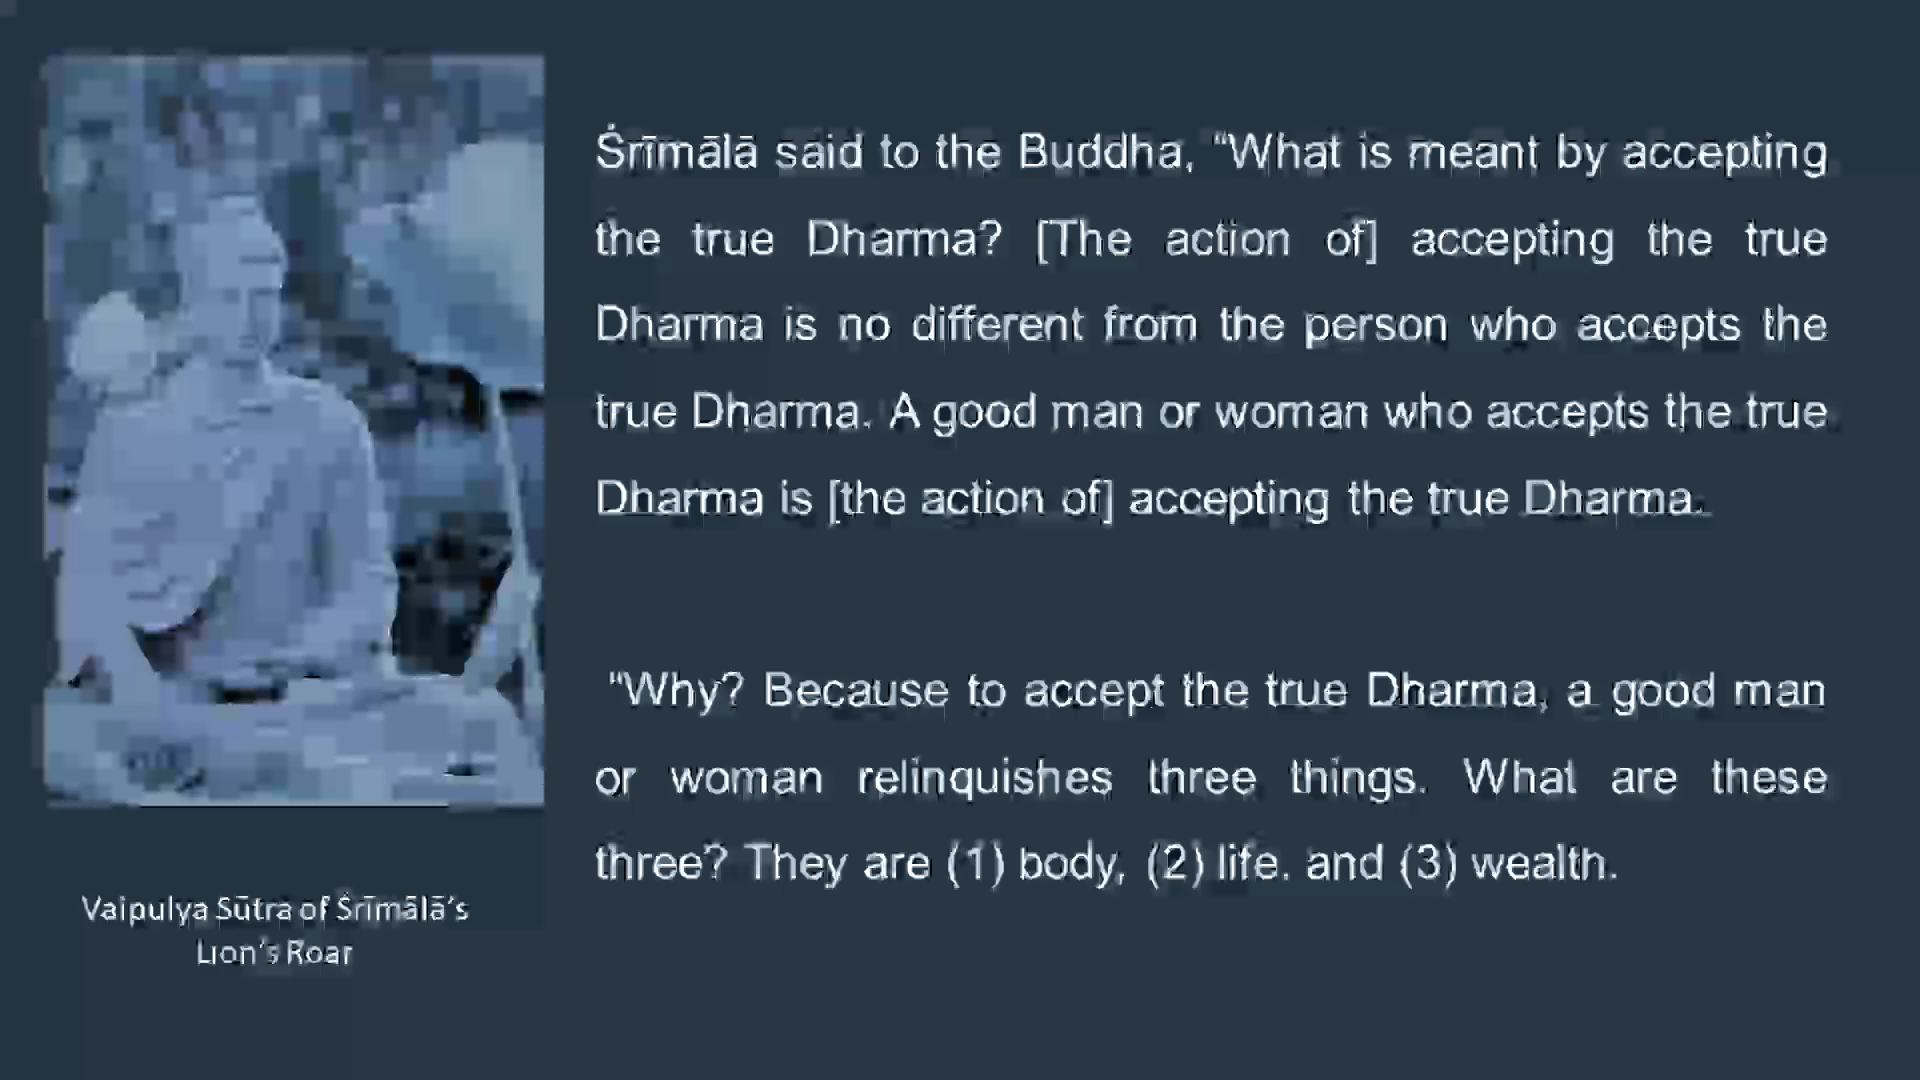 Śrīmālā said to the Buddha, “What is meant by accepting
the true Dharma? [The action of] accepting the true
Dharma is no different from the person who accepts the
true Dharma. A good man or woman who accepts the true
Dharma is [the action of] accepting the true Dharma.
“Why? Because to accept the true Dharma, a good man
or woman relinquishes three things. What are these
three? They are (1) body, (2) life. and (3) wealth.
Vaipulya Sūtra of Śrīmālā’s
Lion’s Roar